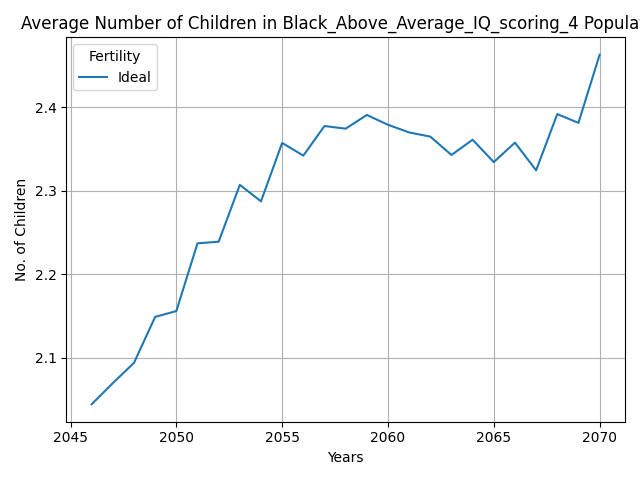 Average Number of Children in Black_Above_Average_IQ_scoring_4 Popula
Fertility
Ideal
2.4
2.3
2.2
2.1
No. of Children
2045 2050 2055 2060 2065 2070
Years